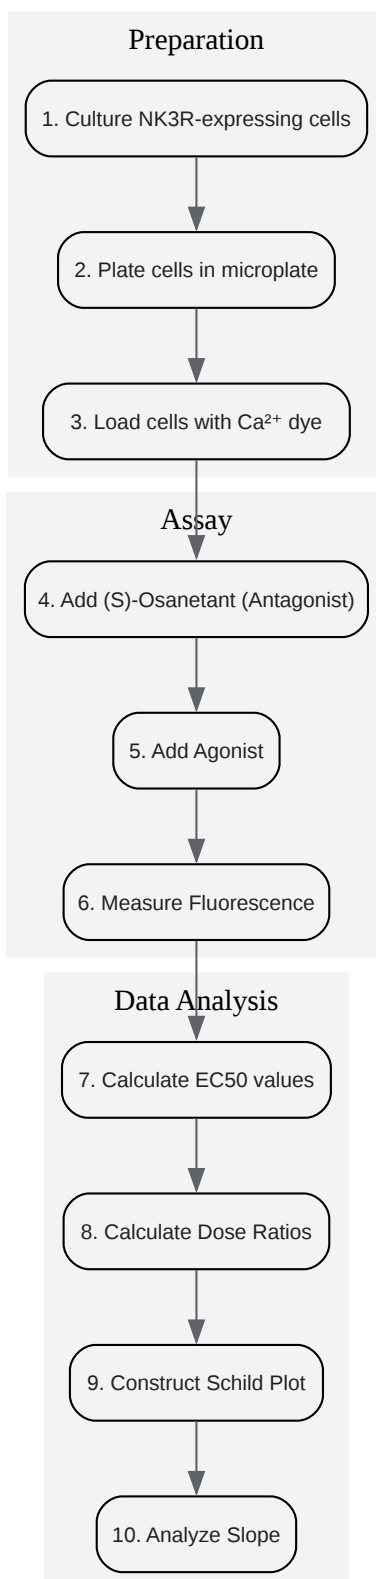 Preparation
1. Culture NK3R-expressing cells
2. Plate cells in microplate
3. Load cells with Ca²⁺ dye
Assay
4. Add (S)-Osanetant (Antagonist)
5. Add Agonist
6. Measure Fluorescence
Data Analysis
7. Calculate EC50 values
8. Calculate Dose Ratios
9. Construct Schild Plot
10. Analyze Slope